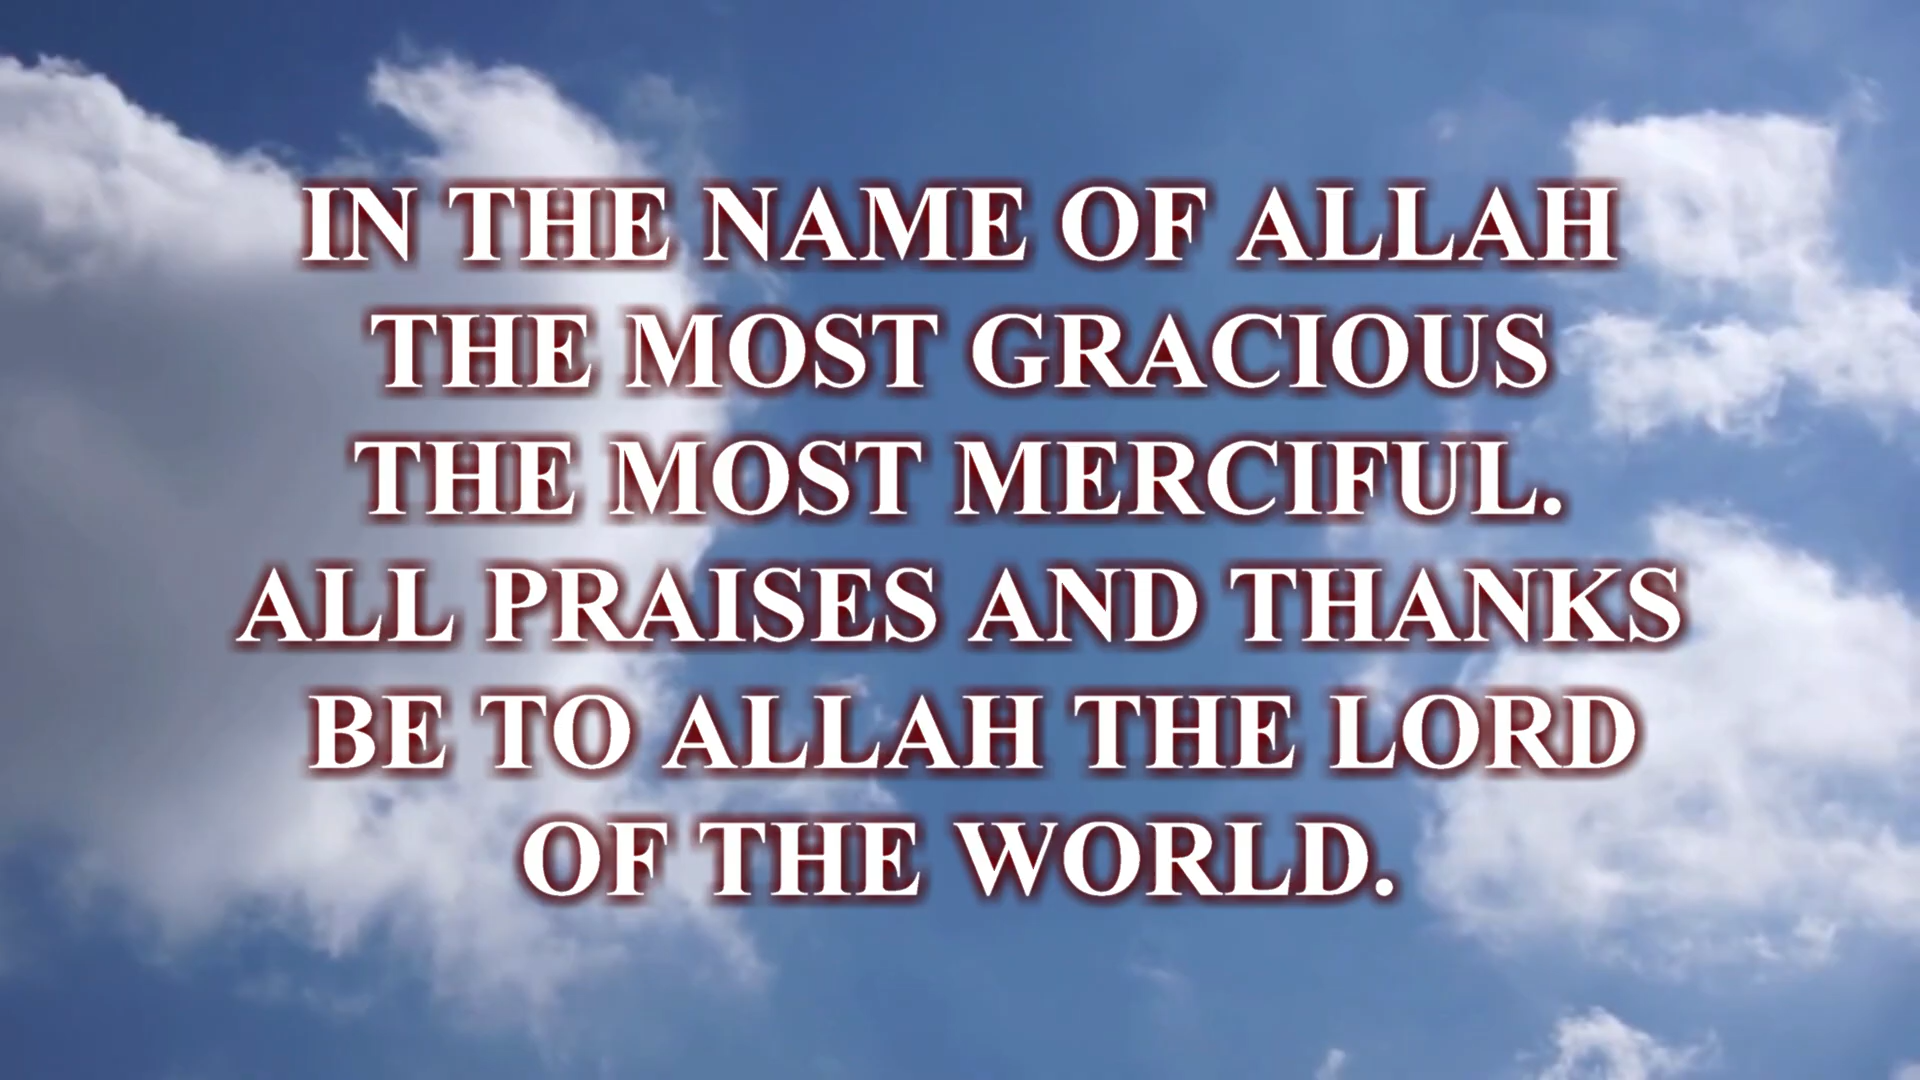 IN THE NAME OF ALLAH
THE MOST GRACIOUS
THE MOST MERCIFUL.
ALL PRAISES AND THANKS
BE TO ALLAH THE LORD
OF THE WORLD.